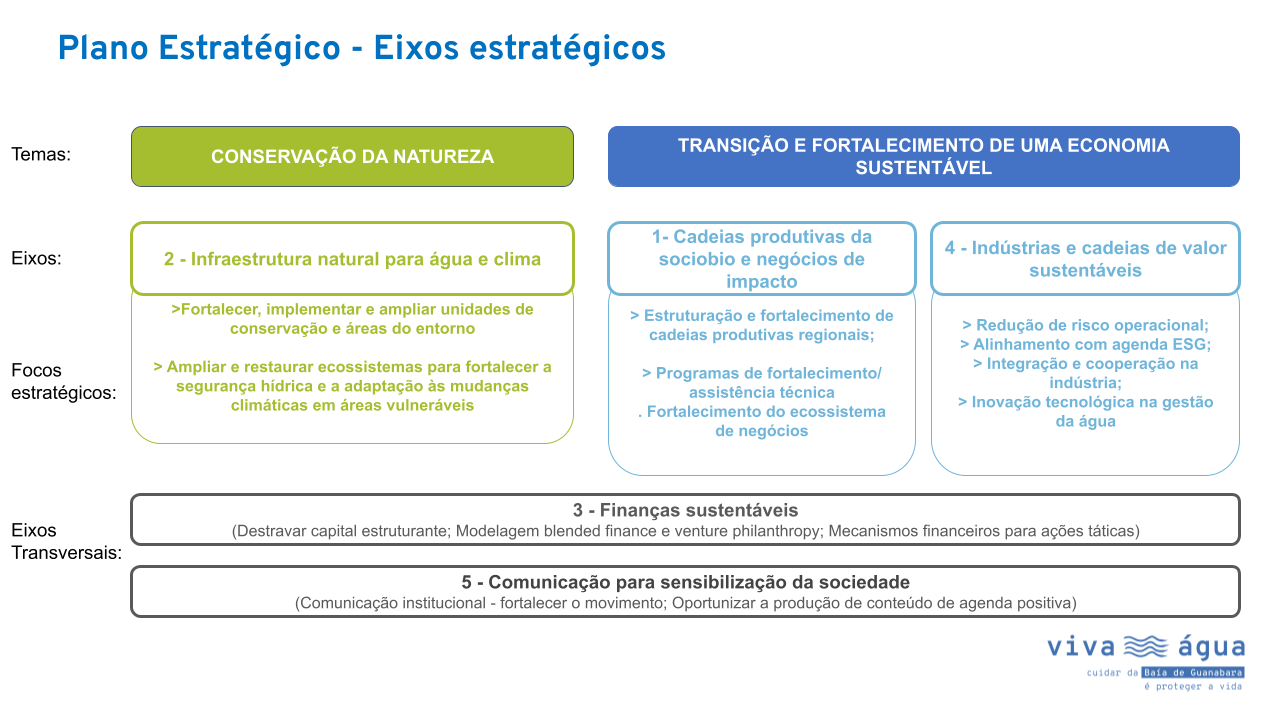 Plano Estratégico - Eixos estratégicos
Temas:
CONSERVAÇÃO DA NATUREZA
TRANSIÇÃO E FORTALECIMENTO DE UMA ECONOMIA
SUSTENTÁVEL
Eixos:
2 - Infraestrutura natural para água e clima
1- Cadeias produtivas da
sociobio e negócios de
impacto
4 - Indústrias e cadeias de valor
sustentáveis
Focos
estratégicos:
>Fortalecer, implementar e ampliar unidades de
conservação e áreas do entorno
> Ampliar e restaurar ecossistemas para fortalecer a
segurança hídrica e a adaptação às mudanças
climáticas em áreas vulneráveis
> Estruturação e fortalecimento de
cadeias produtivas regionais;
> Programas de fortalecimento/
assistência técnica
. Fortalecimento do ecossistema
de negócios
> Redução de risco operacional;
> Alinhamento com agenda ESG;
> Integração e cooperação na
indústria;
> Inovação tecnológica na gestão
da água
Eixos
Transversais:
3 - Finanças sustentáveis
(Destravar capital estruturante; Modelagem blended finance e venture philanthropy; Mecanismos financeiros para ações táticas)
5 - Comunicação para sensibilização da sociedade
(Comunicação institucional - fortalecer o movimento; Oportunizar a produção de conteúdo de agenda positiva)
viva água
cuidar da Baía de Guanabara
é proteger a vida